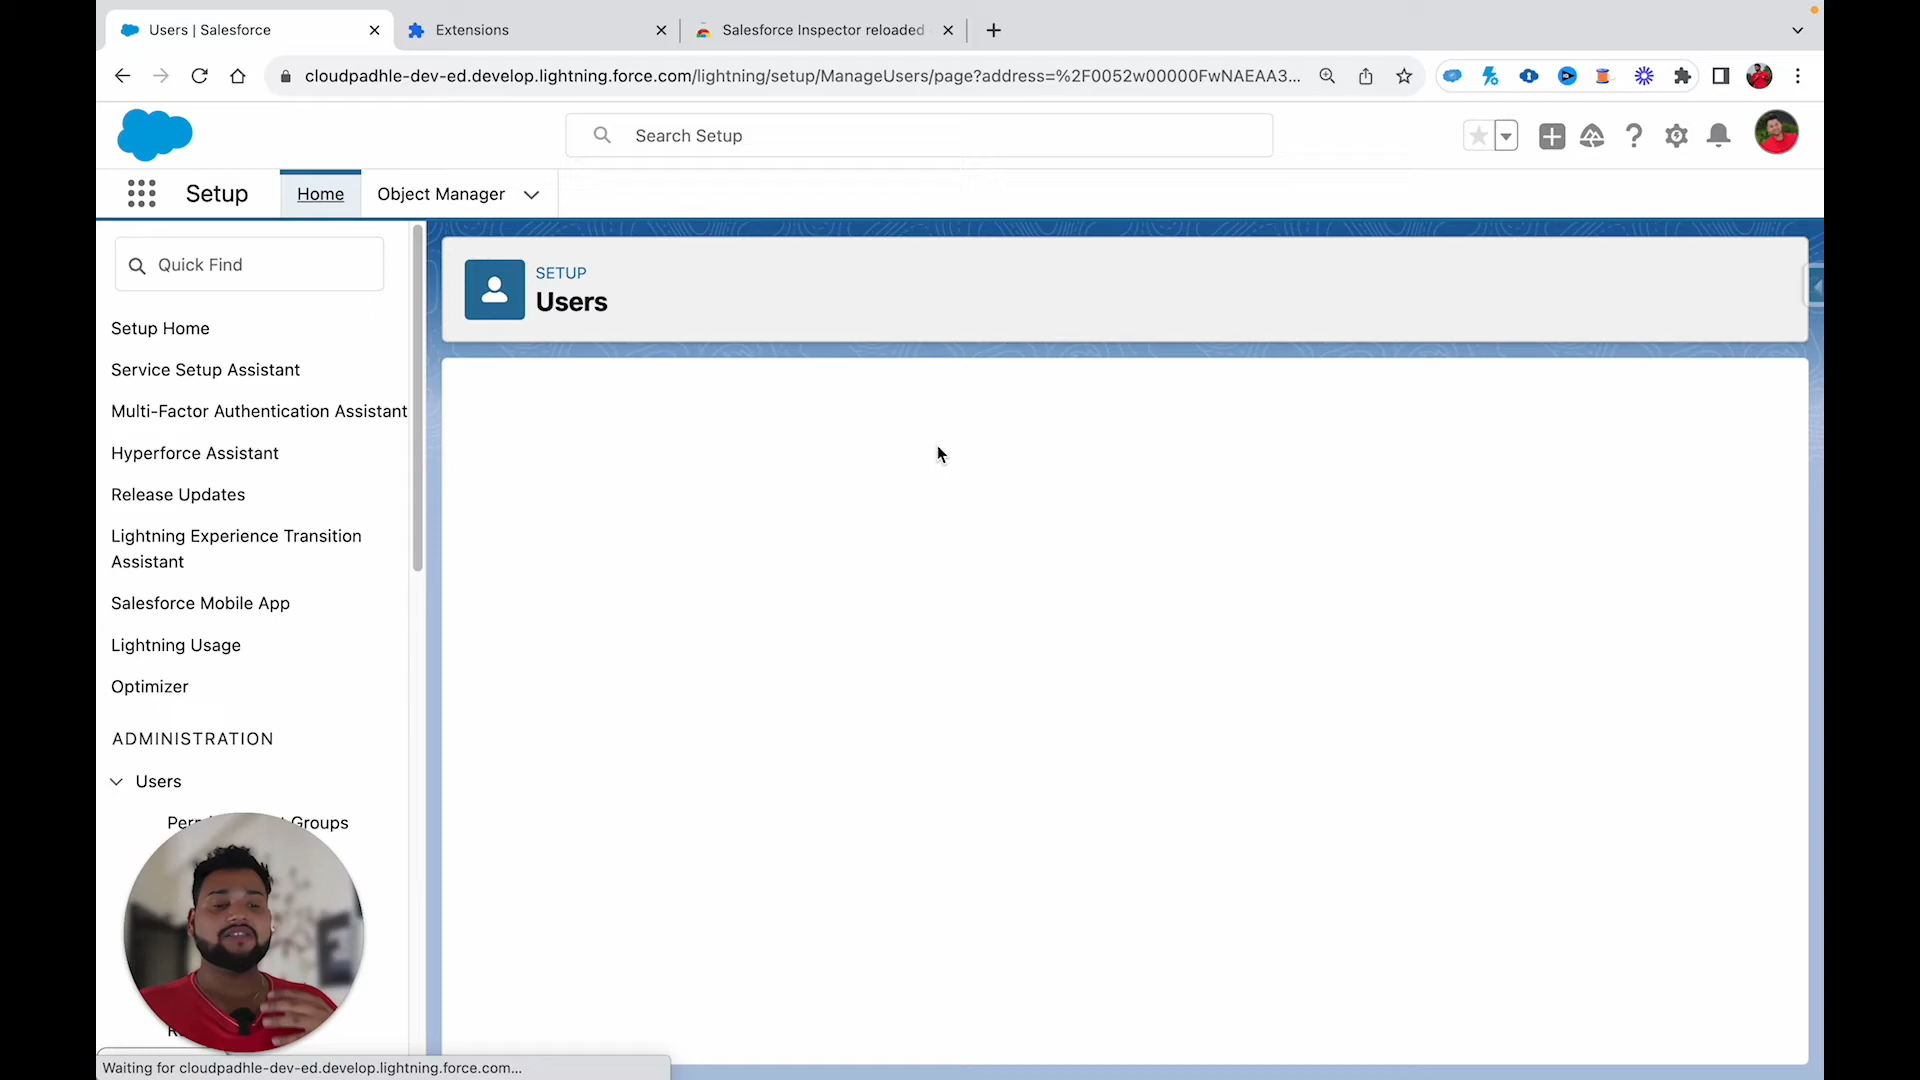 Users | Salesforce
Extensions
Salesforce Inspector reloaded
cloudpadhle-dev-ed.develop.lightning.force.com/lightning/setup/ManageUsers/page?address=%2F0052w00000FwNAEAA3...
Search Setup
Setup
Home
Object Manager
Quick Find
SETUP
Users
Setup Home
Service Setup Assistant
Multi-Factor Authentication Assistant
Hyperforce Assistant
Release Updates
Lightning Experience Transition
Assistant
Salesforce Mobile App
Lightning Usage
Optimizer
ADMINISTRATION
Users
Groups
Waiting for cloudpadhle-dev-ed.develop.lightning.force.com...